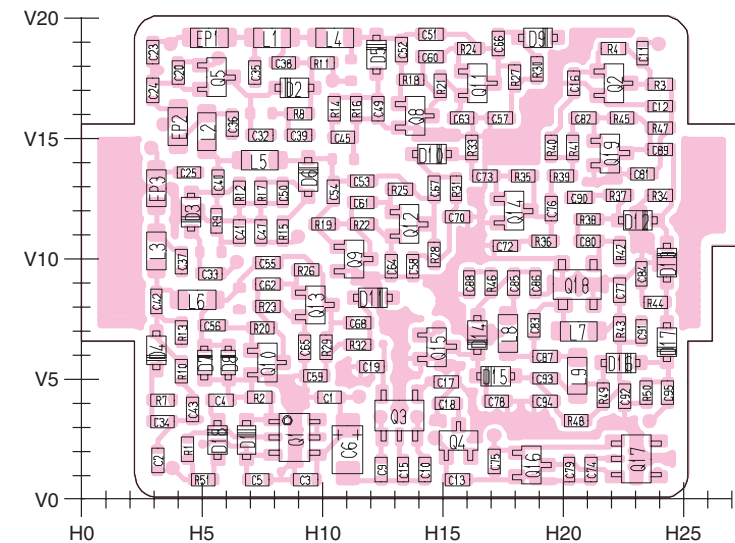 V20
EP1 L1 L4 C51 D9
C23 C52 R24 C66 R4 C11
C38 R11 D5 C60
C20 Q5 C35 R18 R21 Q11 R27 R30 C16 Q2 R3
C24 D2
R14 R16 C49 C12
EP2 L2 C36 R8 Q8 C63 C57 C82 R45
V15 C32 C39 C45 R47
L5 D10 R33 R40 R41 Q19 C89
EP3 C25 C40 D6 C53 C73 R35 R39 C81
R12 R17 C50 C54 R25 C67 R31
D3 C61 Q14 C76 C90 R37 R34
R9 C41 C47 R15 R19 R22 Q12 C70 R38 D12
L3 C72 R36 C80
V10 C37 C55 Q9 R28 R42
C33 R26 C64 C58 C84
C62 C88 R46 C85 C86 Q18 C77
C42 L6 R23 Q13 R44
C56 R20 C68 D14 L8 C83 L7 R43 C91
R13 R32 Q15 D17
D4 Q10 C65 R29 C87
R10 C59 C19 D15 C93 L9
V5 C17 R49 C92 R50 C95
R7 C4 R2 C1 C18 C78 C94
C34 C43 Q3 R48
D18 D1 Q1 C6 Q4
R1
C2 C9 C15 C10 C75 Q16 C79 C74 Q17
R51 C5 C3 C13
V0
H0 H5 H10 H15 H20 H25